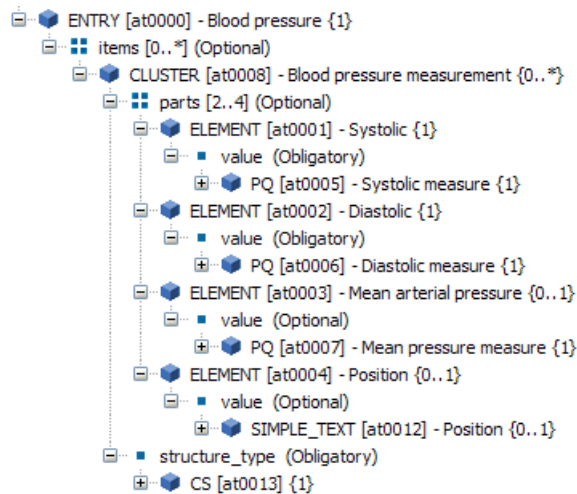 ENTRY [at0000] - Blood pressure {1}
items [0..*] (Optional)
CLUSTER [at0008] - Blood pressure measurement {0..*}
parts [2..4] (Optional)
ELEMENT [at0001] - Systolic {1}
value (Obligatory)
PQ [at0005] - Systolic measure {1}
ELEMENT [at0002] - Diastolic {1}
value (Obligatory)
PQ [at0006] - Diastolic measure {1}
ELEMENT [at0003] - Mean arterial pressure {0..1}
value (Optional)
PQ [at0007] - Mean pressure measure {1}
ELEMENT [at0004] - Position {0..1}
value (Optional)
SIMPLE_TEXT [at0012] - Position {0..1}
structure_type (Obligatory)
CS [at0013] {1}